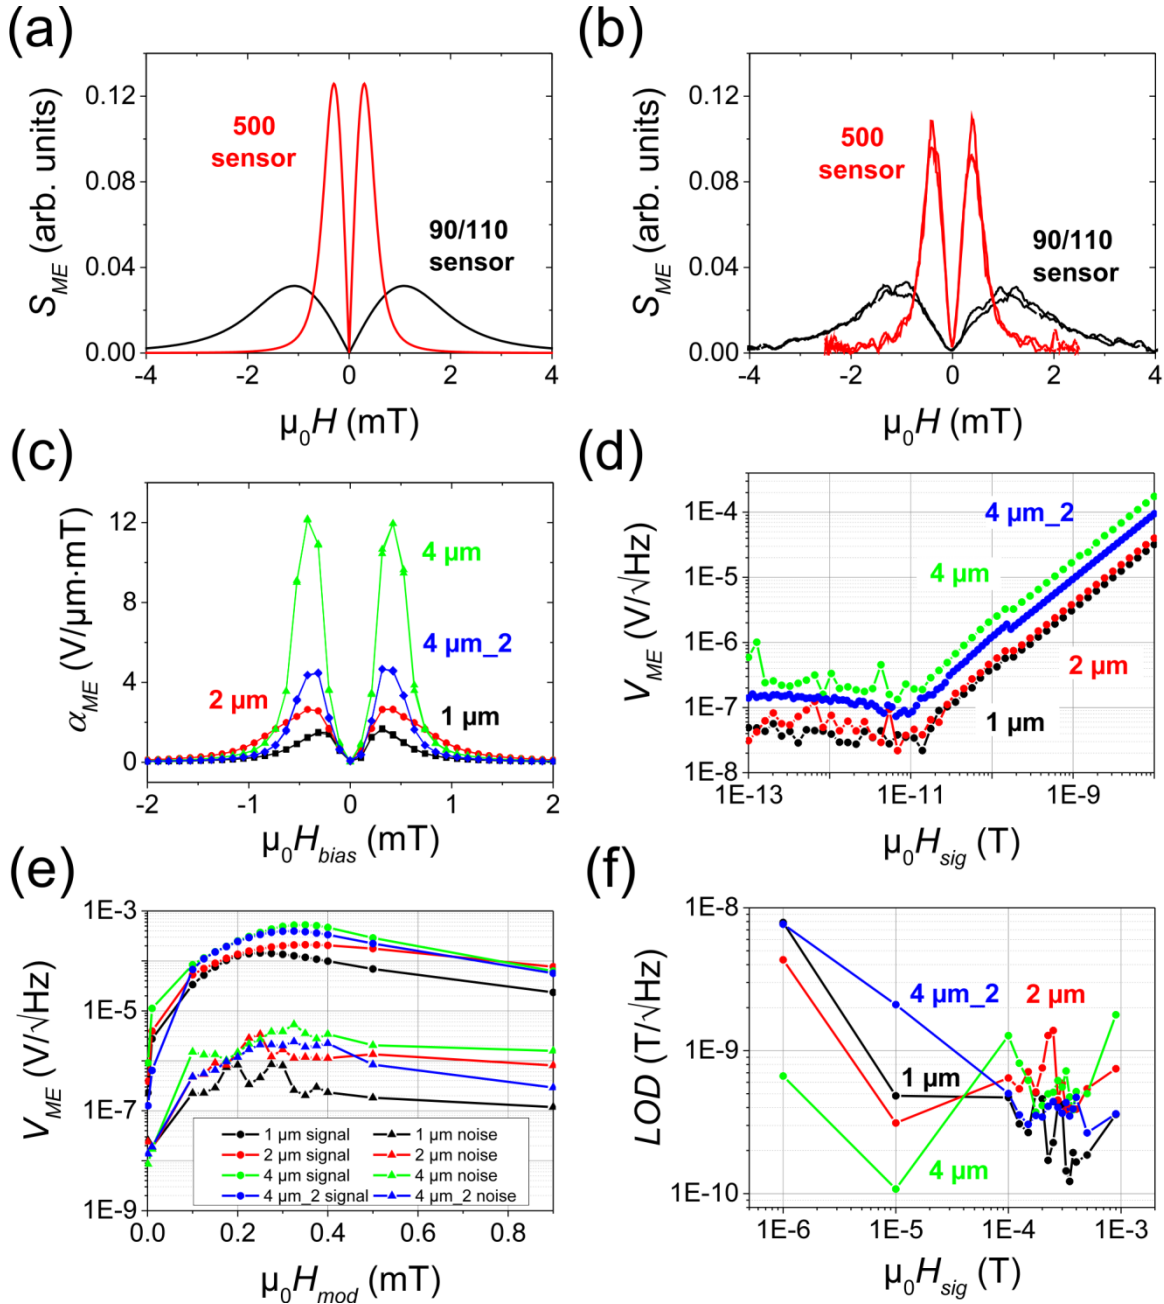 (a)
(b)
0.12
0.08
0.04
0.00
S_ME (arb. units)
500
sensor
90/110
sensor
-4
-2
0
2
4
μ₀H (mT)
0.12
0.08
0.04
0.00
S_ME (arb. units)
500
sensor
90/110
sensor
-4
-2
0
2
4
μ₀H (mT)
(c)
(d)
12
8
4
0
α_ME (V/μm·mT)
4 μm
4 μm_2
2 μm
1 μm
-2
-1
0
1
2
μ₀H_bias (mT)
1E-4
1E-5
1E-6
1E-7
1E-8
V_ME (V/√Hz)
4 μm_2
4 μm
2 μm
1 μm
1E-13
1E-11
1E-9
μ₀H_sig (T)
(e)
(f)
1E-3
1E-5
1E-7
1E-9
V_ME (V/√Hz)
1 μm signal
1 μm noise
2 μm signal
2 μm noise
4 μm signal
4 μm noise
4 μm_2 signal
4 μm_2 noise
0.0
0.2
0.4
0.6
0.8
μ₀H_mod (mT)
1E-8
1E-9
1E-10
LOD (T/√Hz)
4 μm_2
2 μm
1 μm
4 μm
1E-6
1E-5
1E-4
1E-3
μ₀H_sig (T)